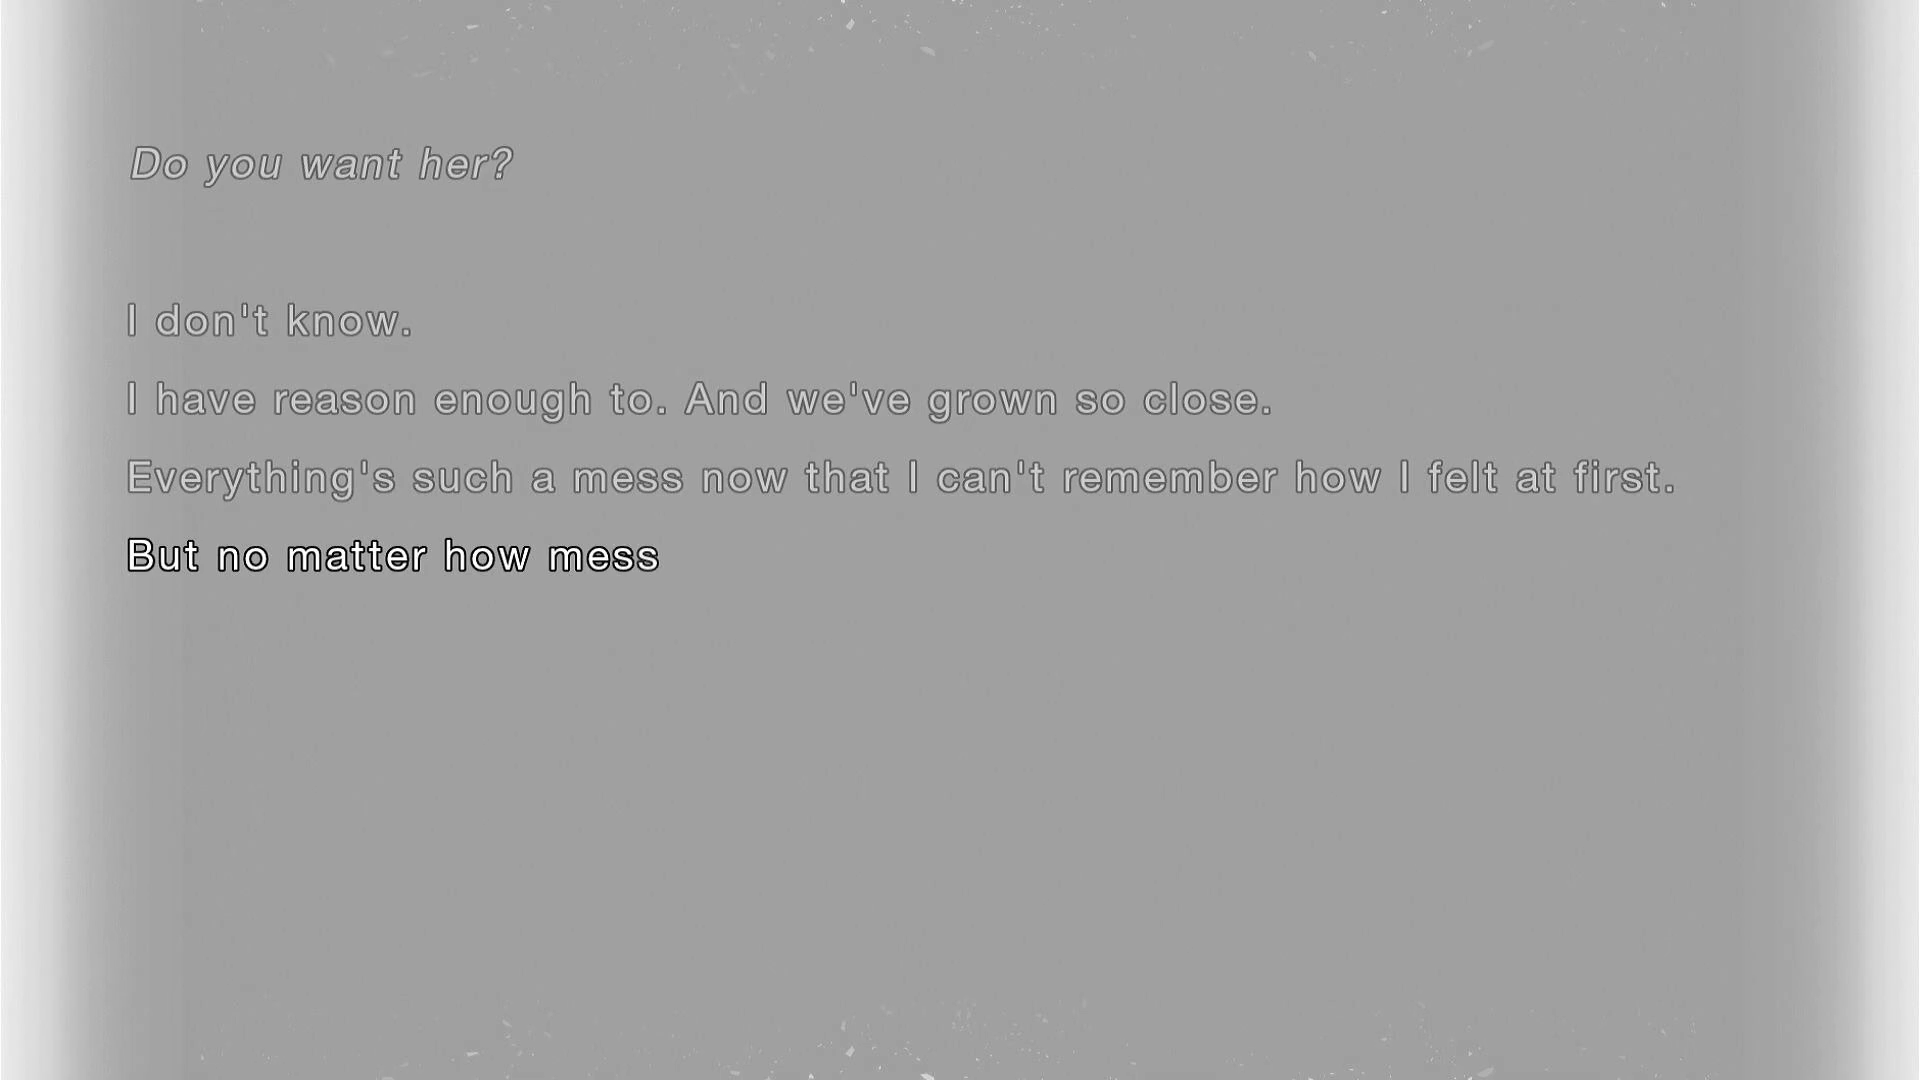 Do you want her?
I don't know.
I have reason enough to. And we've grown so close.
Everything's such a mess now that I can't remember how I felt at first.
But no matter how mess